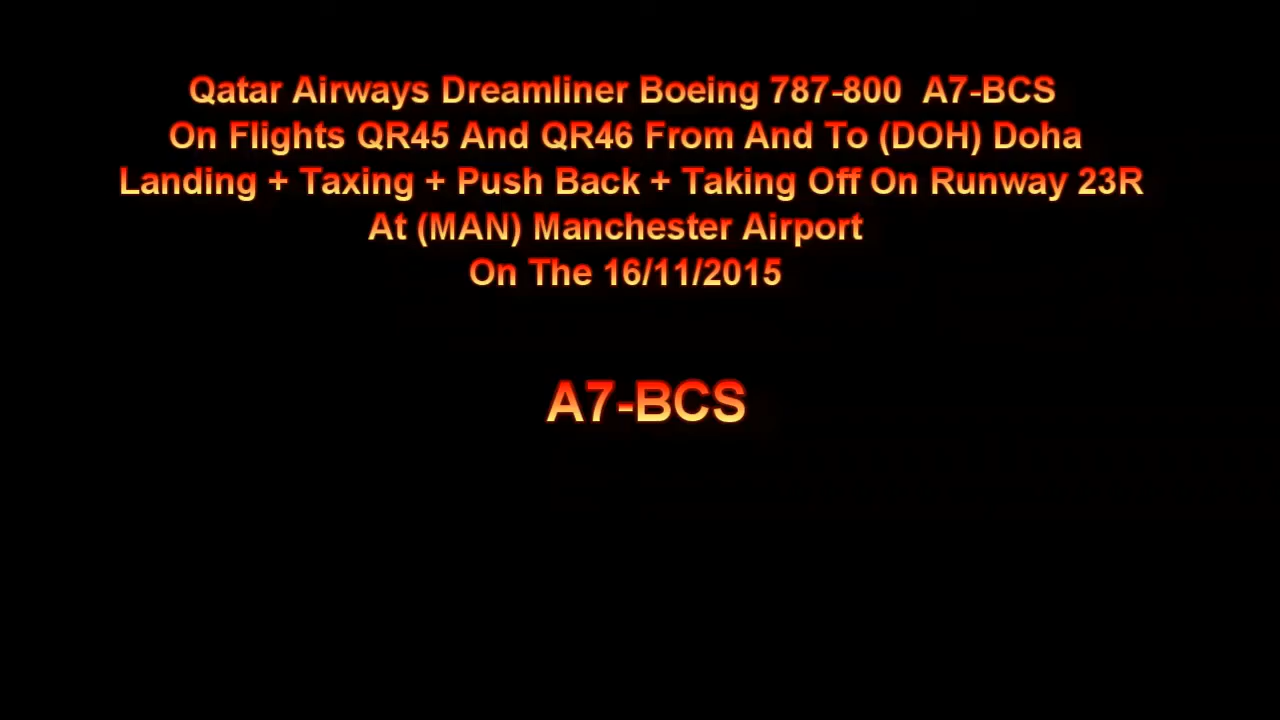 Qatar Airways Dreamliner Boeing 787-800  A7-BCS
On Flights QR45 And QR46 From And To (DOH) Doha
Landing + Taxing + Push Back + Taking Off On Runway 23R
At (MAN) Manchester Airport
On The 16/11/2015
A7-BCS